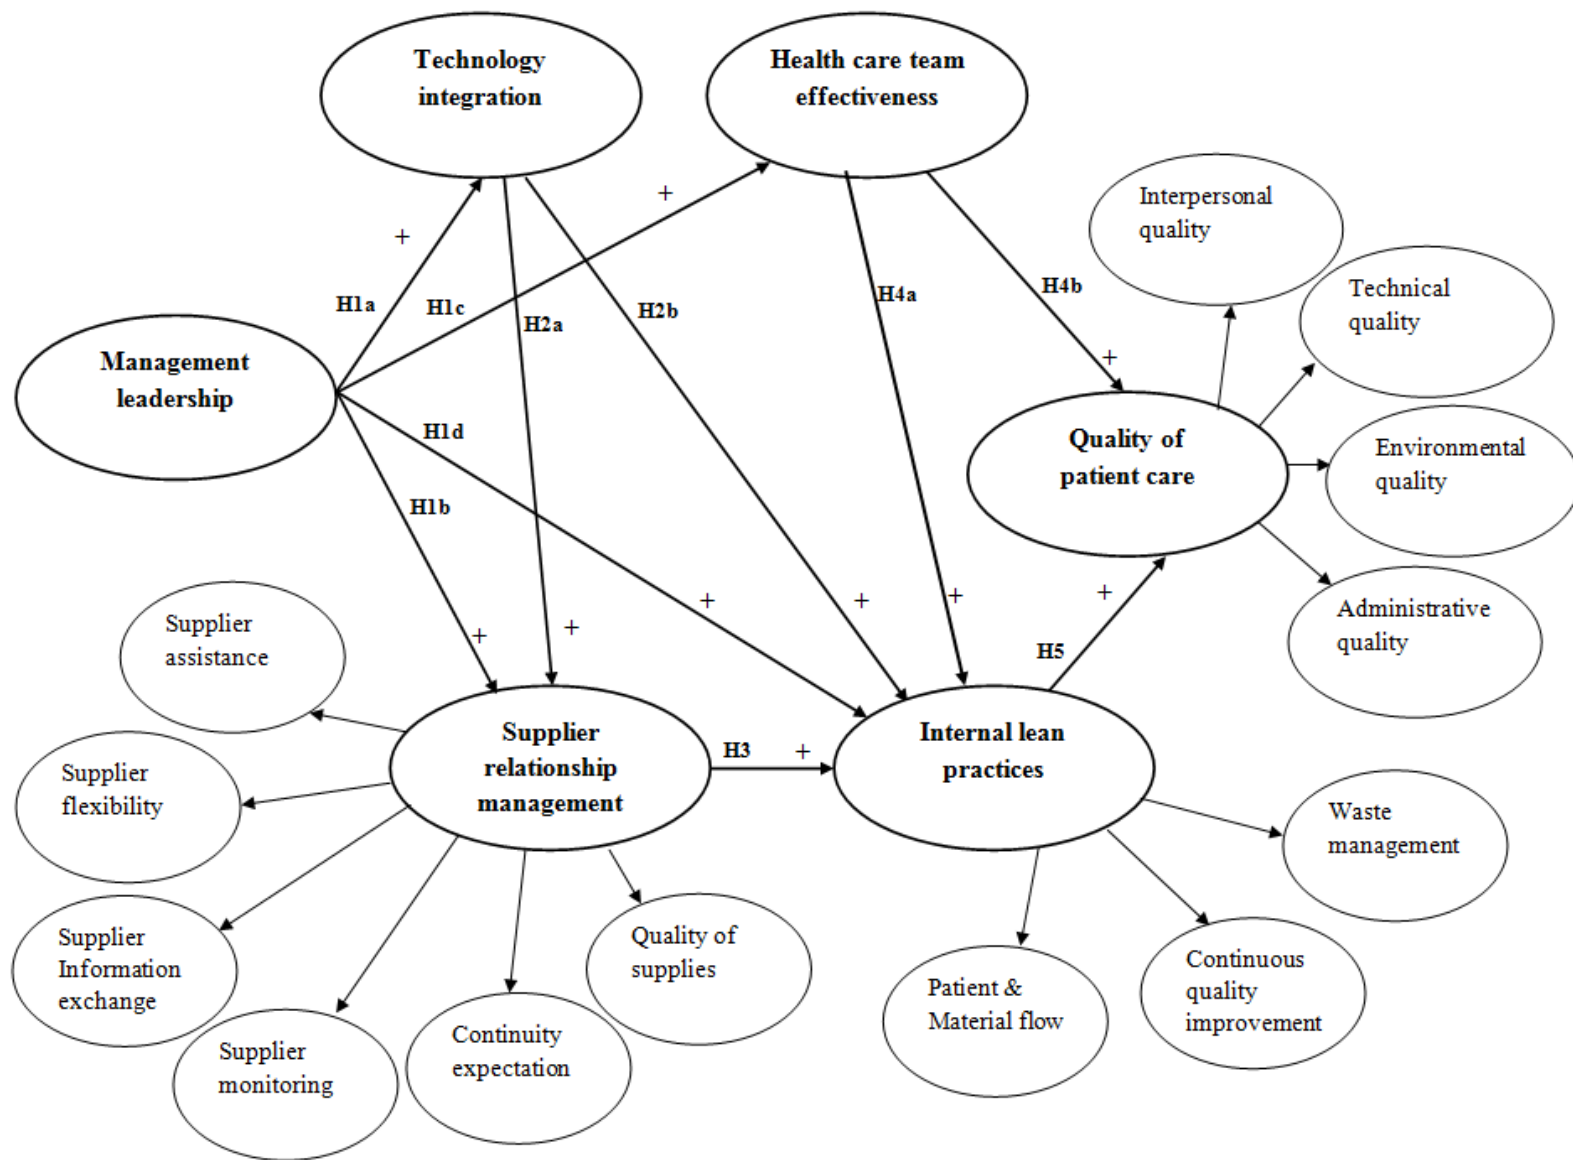 Technology
integration
Health care team
effectiveness
Interpersonal
quality
+
+
H1a
H1c
H2a
H2b
H4a
H4b
Technical
quality
+
Management
leadership
H1d
H1b
Quality of
patient care
Environmental
quality
+
+
+
+
+
+
H5
Administrative
quality
Supplier
assistance
Supplier
relationship
management
H3
+
Internal lean
practices
Supplier
flexibility
Waste
management
Supplier
Information
exchange
Quality of
supplies
Patient &
Material flow
Continuous
quality
improvement
Supplier
monitoring
Continuity
expectation